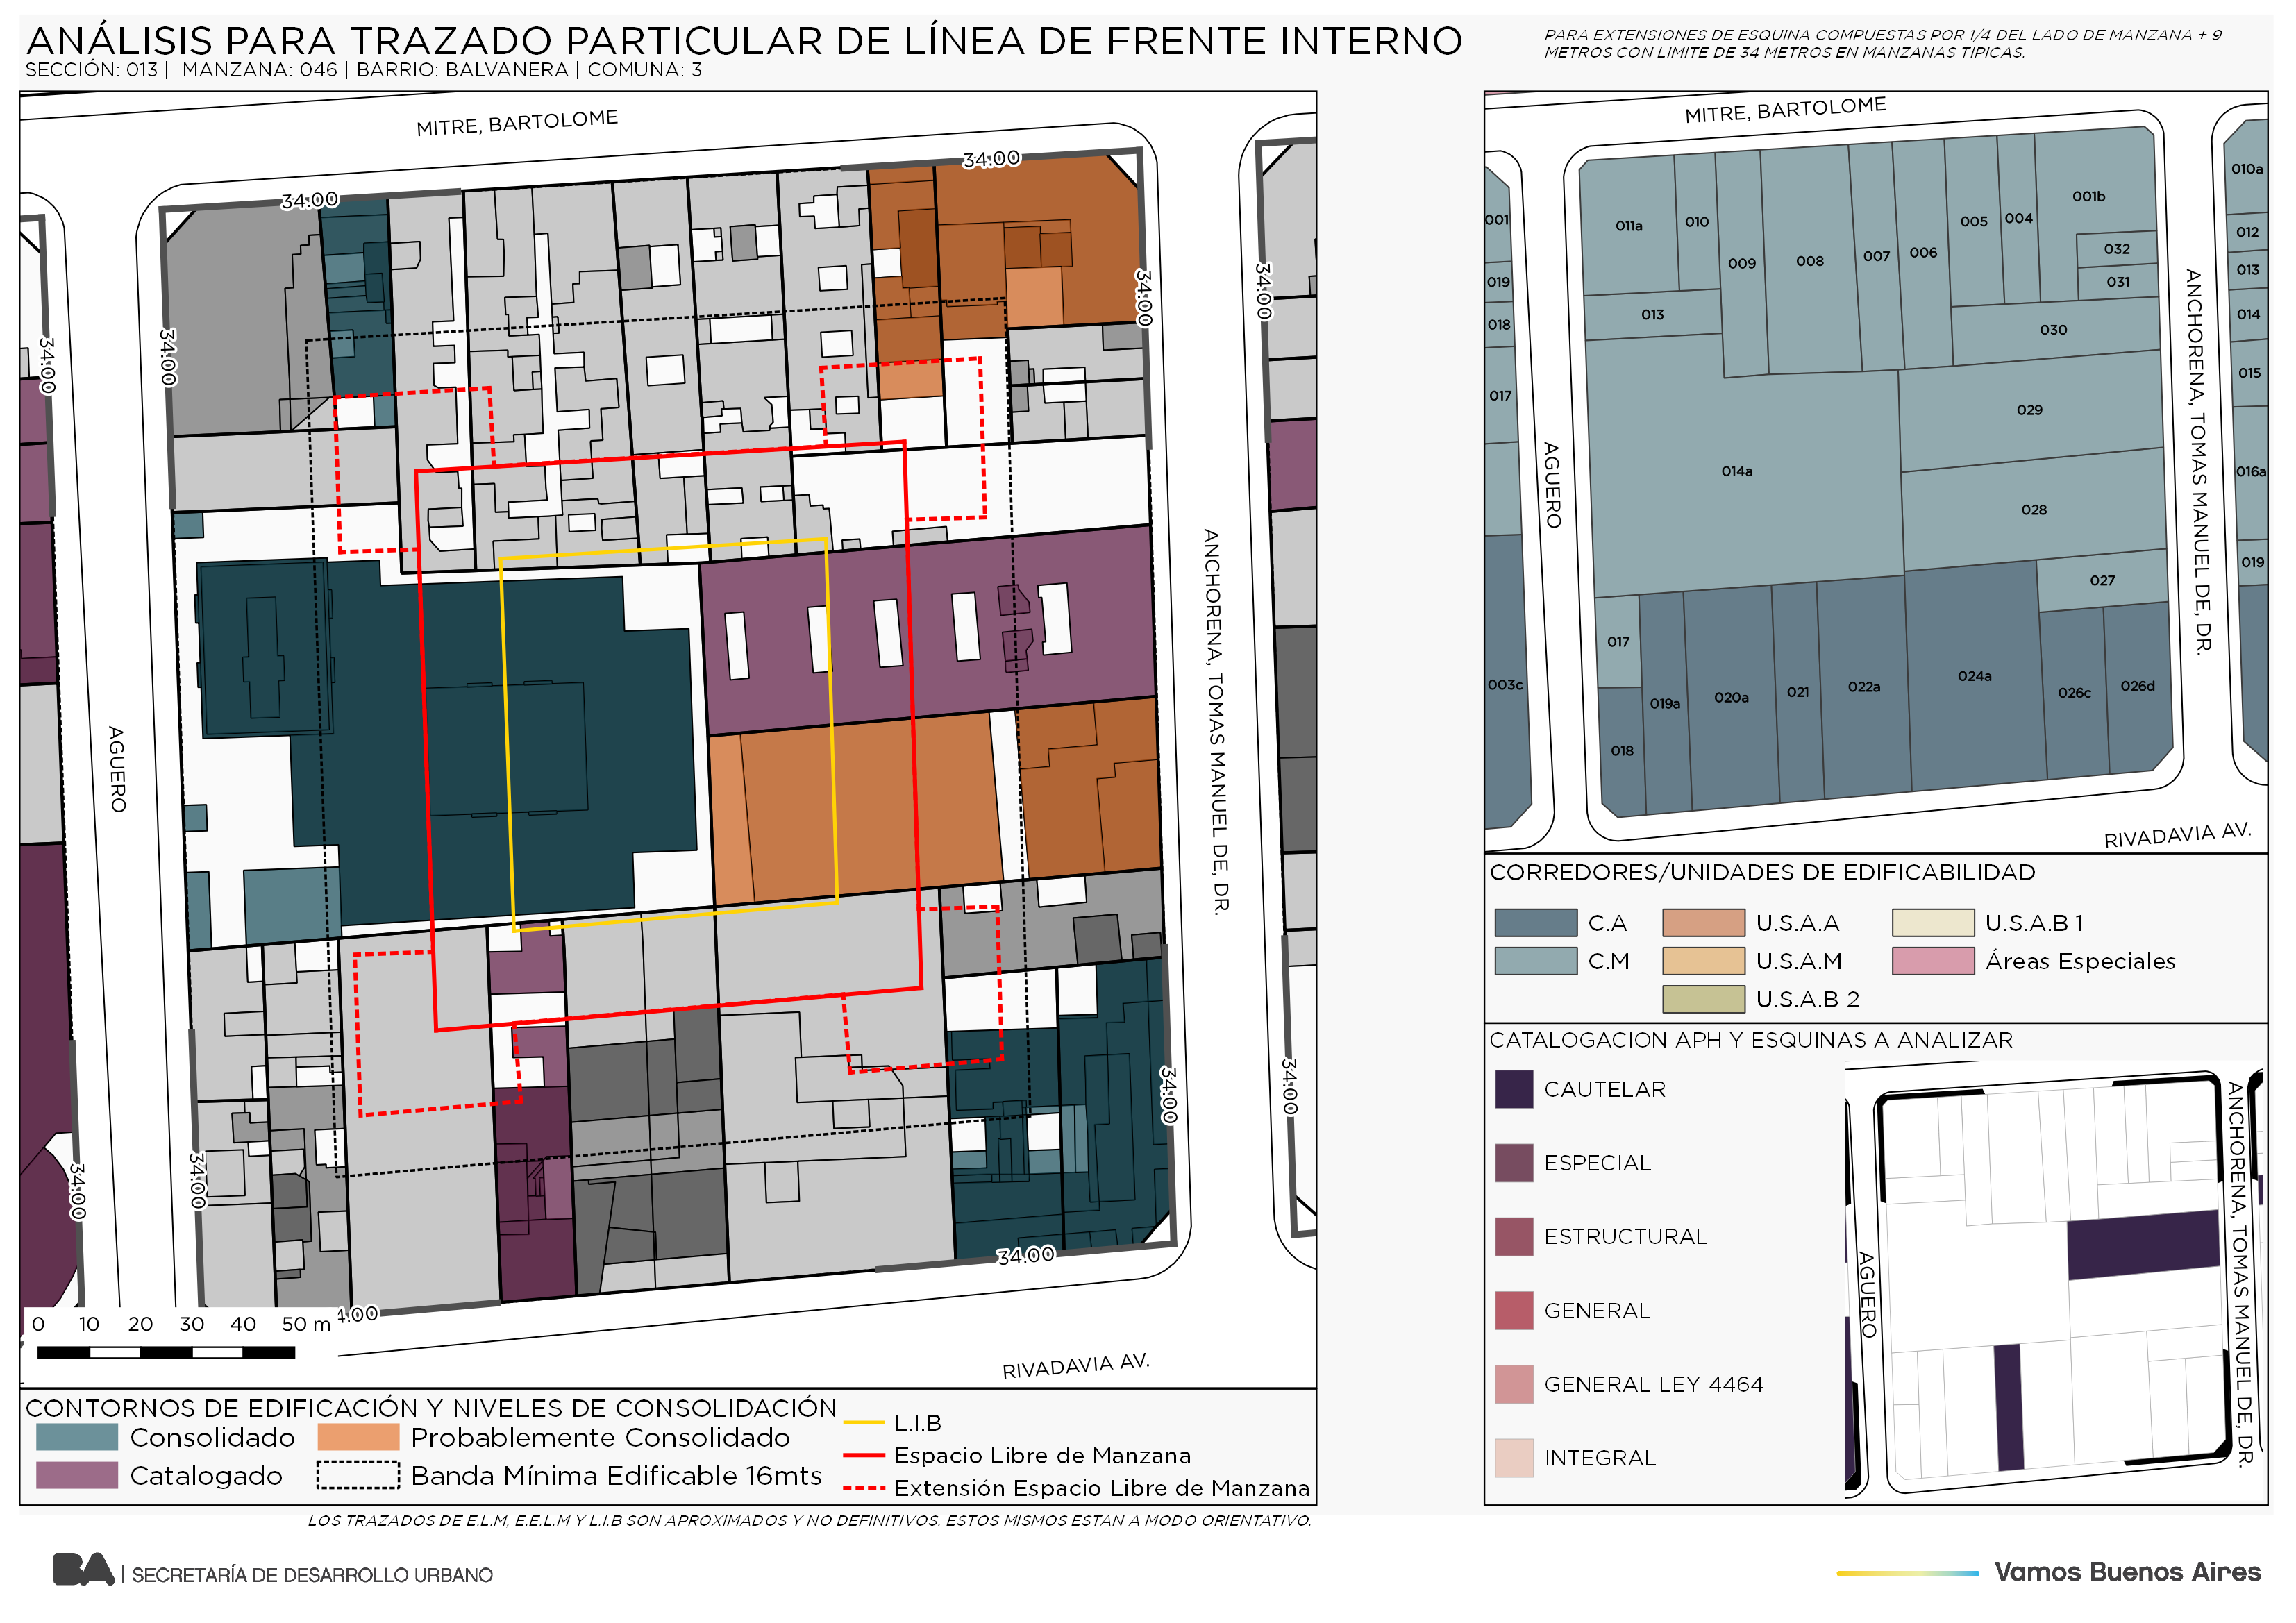 ANÁLISIS PARA TRAZADO PARTICULAR DE LÍNEA DE FRENTE INTERNO
SECCIÓN: 013 | MANZANA: 046 | BARRIO: BALVANERA | COMUNA: 3
PARA EXTENSIONES DE ESQUINA COMPUESTAS POR 1/4 DEL LADO DE MANZANA + 9
METROS CON LIMITE DE 34 METROS EN MANZANAS TIPICAS.
MITRE, BARTOLOME
34.00
34.00
34.00
34.00
34.00
34.00
AGUERO
ANCHORENA, TOMAS MANUEL DE, DR.
34.00
34.00
34.00
34.00
34.00
RIVADAVIA AV.
0 10 20 30 40 50 m
CONTORNOS DE EDIFICACIÓN Y NIVELES DE CONSOLIDACIÓN
Consolidado
Probablemente Consolidado
Catalogado
Banda Mínima Edificable 16mts
L.I.B
Espacio Libre de Manzana
Extensión Espacio Libre de Manzana
LOS TRAZADOS DE E.L.M, E.E.L.M Y L.I.B SON APROXIMADOS Y NO DEFINITIVOS. ESTOS MISMOS ESTAN A MODO ORIENTATIVO.
MITRE, BARTOLOME
001
019
018
017
003c
011a
010
009
008
007
006
005
004
001b
032
031
013
030
029
014a
028
027
017
018
019a
020a
021
022a
024a
026c
026d
010a
012
013
014
015
016a
019
AGUERO
ANCHORENA, TOMAS MANUEL DE, DR.
RIVADAVIA AV.
CORREDORES/UNIDADES DE EDIFICABILIDAD
C.A
U.S.A.A
U.S.A.B 1
C.M
U.S.A.M
Áreas Especiales
U.S.A.B 2
CATALOGACION APH Y ESQUINAS A ANALIZAR
CAUTELAR
ESPECIAL
ESTRUCTURAL
GENERAL
GENERAL LEY 4464
INTEGRAL
AGUERO
ANCHORENA, TOMAS MANUEL DE, DR.
BA | SECRETARÍA DE DESARROLLO URBANO
Vamos Buenos Aires